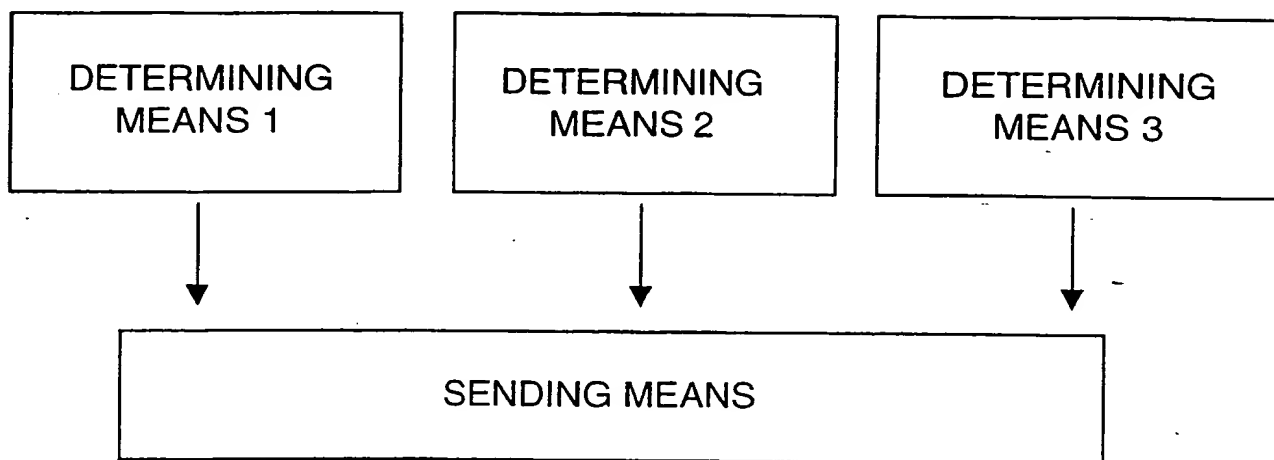 DETERMINING
MEANS 1
DETERMINING
MEANS 2
DETERMINING
MEANS 3
SENDING MEANS